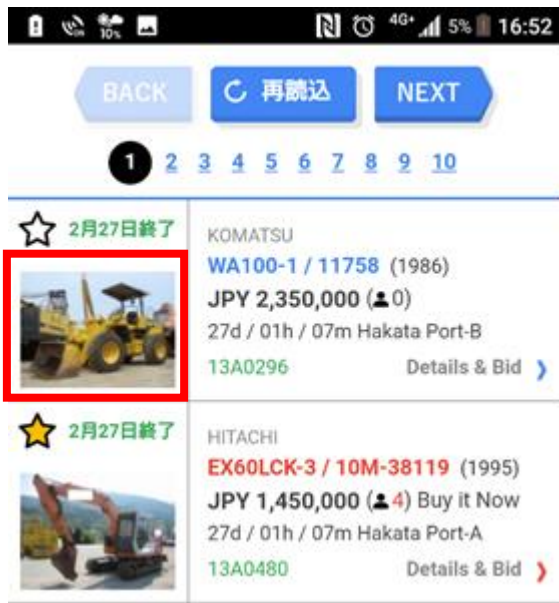 10%
4G+ 5% 16:52
BACK 再読込 NEXT
1 2 3 4 5 6 7 8 9 10
2月27日終了
KOMATSU
WA100-1 / 11758 (1986)
JPY 2,350,000 (0)
27d / 01h / 07m Hakata Port-B
13A0296 Details & Bid
2月27日終了
HITACHI
EX60LCK-3 / 10M-38119 (1995)
JPY 1,450,000 (4) Buy it Now
27d / 01h / 07m Hakata Port-A
13A0480 Details & Bid